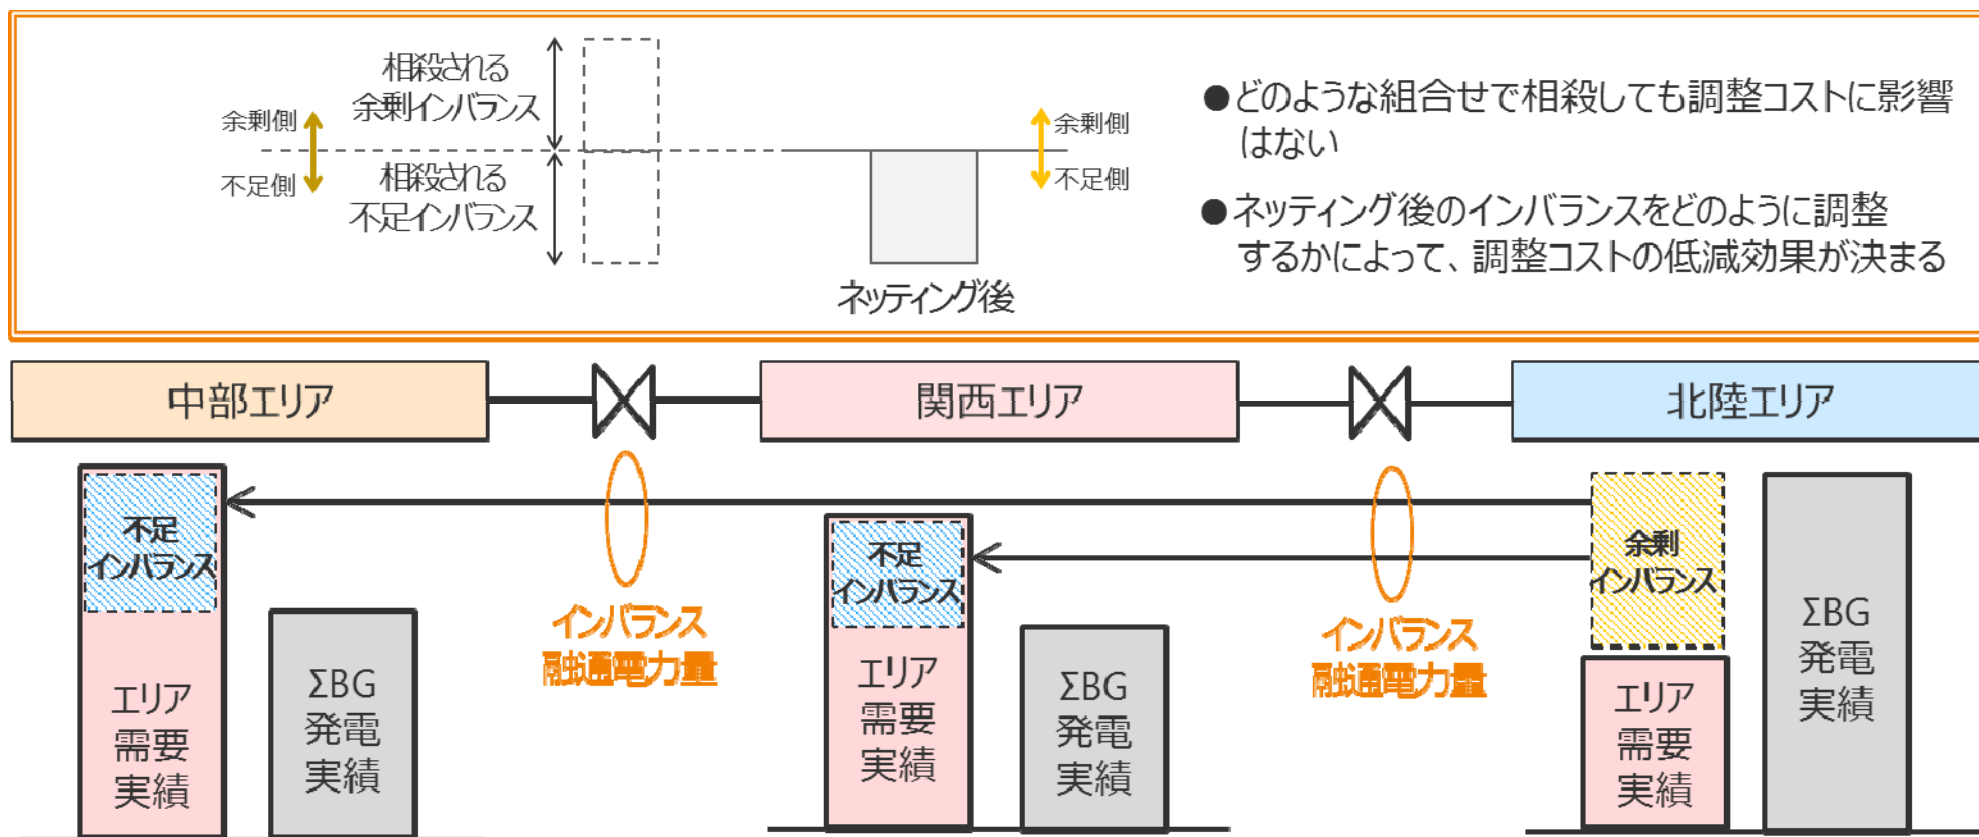 相殺される
余剰インバランス
余剰側
不足側
相殺される
不足インバランス
余剰側
不足側
ネッティング後
●どのような組合せで相殺しても調整コストに影響
はない
●ネッティング後のインバランスをどのように調整
するかによって、調整コストの低減効果が決まる
中部エリア
関西エリア
北陸エリア
不足
インバランス
エリア
需要
実績
ΣBG
発電
実績
インバランス
融通電力量
不足
インバランス
エリア
需要
実績
ΣBG
発電
実績
インバランス
融通電力量
余剰
インバランス
エリア
需要
実績
ΣBG
発電
実績